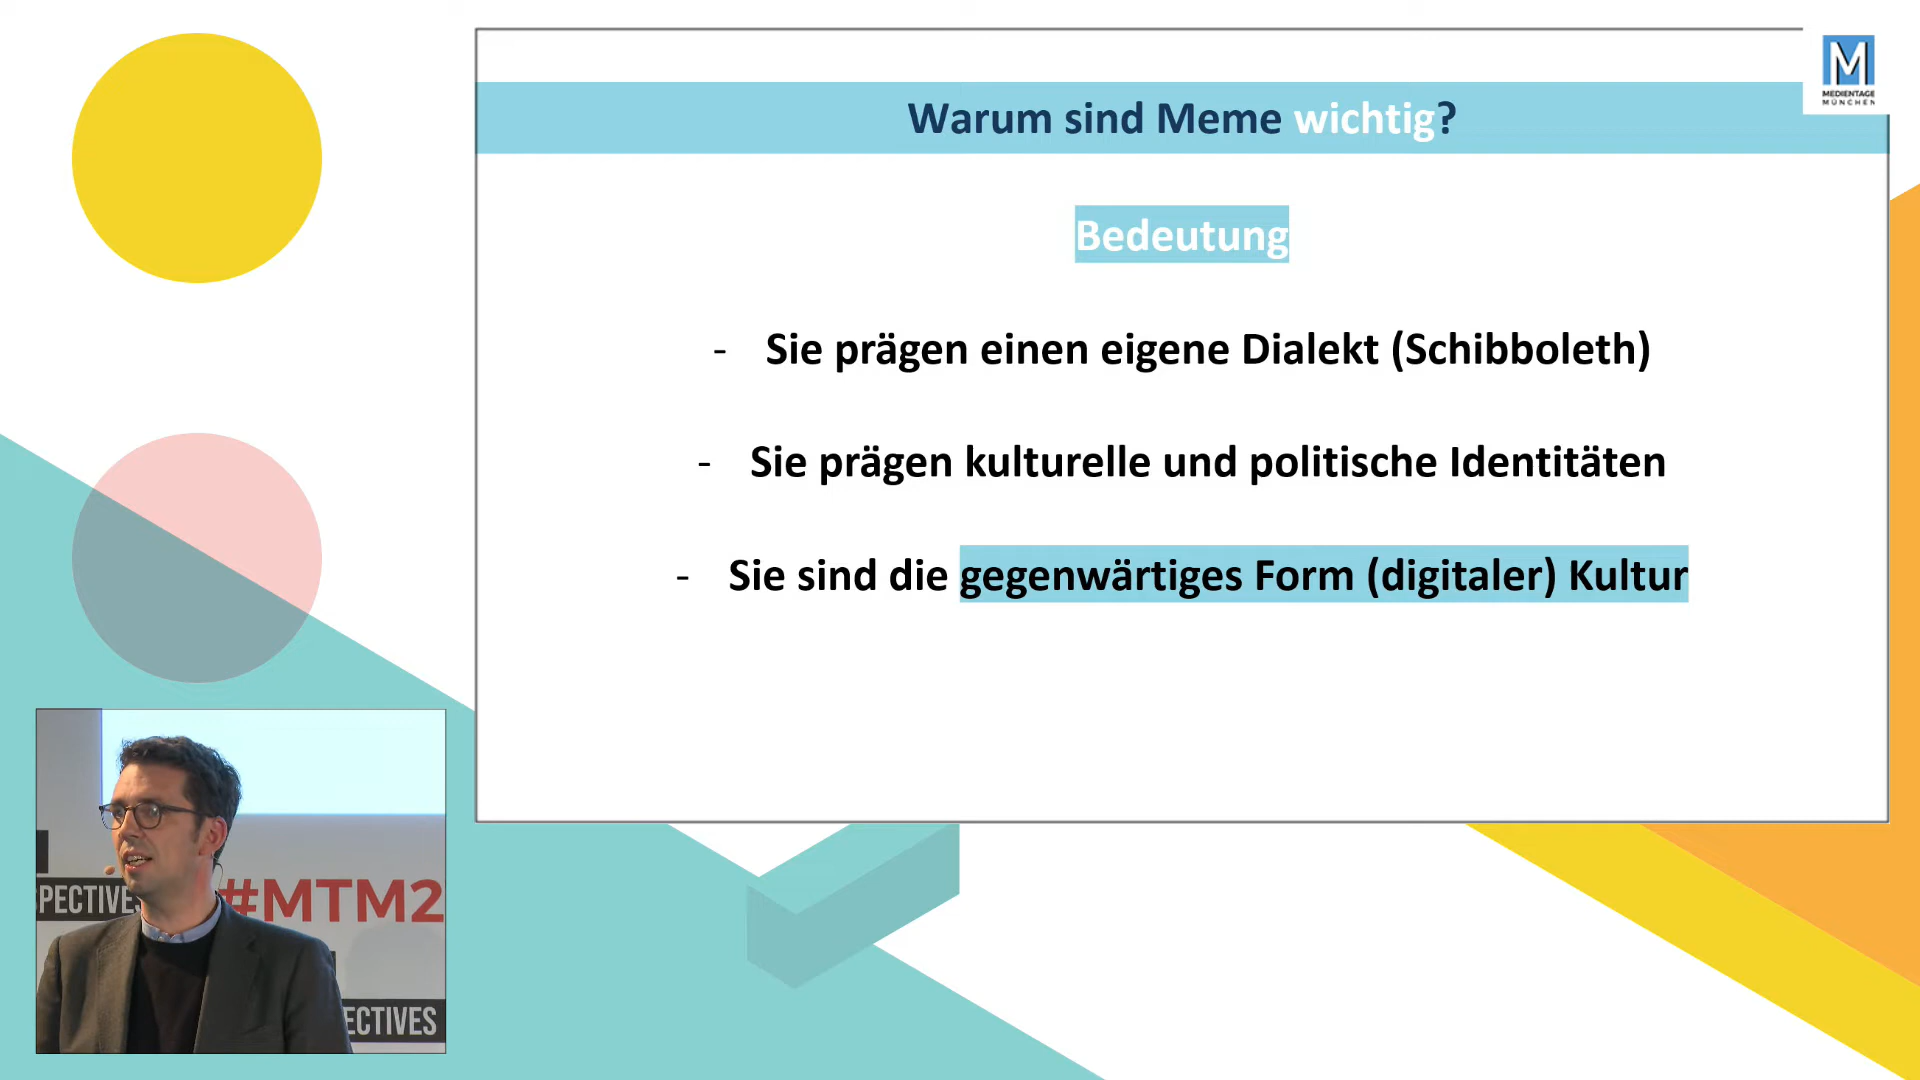 M
MEDIENTAGE
MÜNCHEN
Warum sind Meme wichtig?
Bedeutung
- Sie prägen einen eigene Dialekt (Schibboleth)
- Sie prägen kulturelle und politische Identitäten
- Sie sind die gegenwärtiges Form (digitaler) Kultur
SPECTIVES
#MTM2
ECTIVES